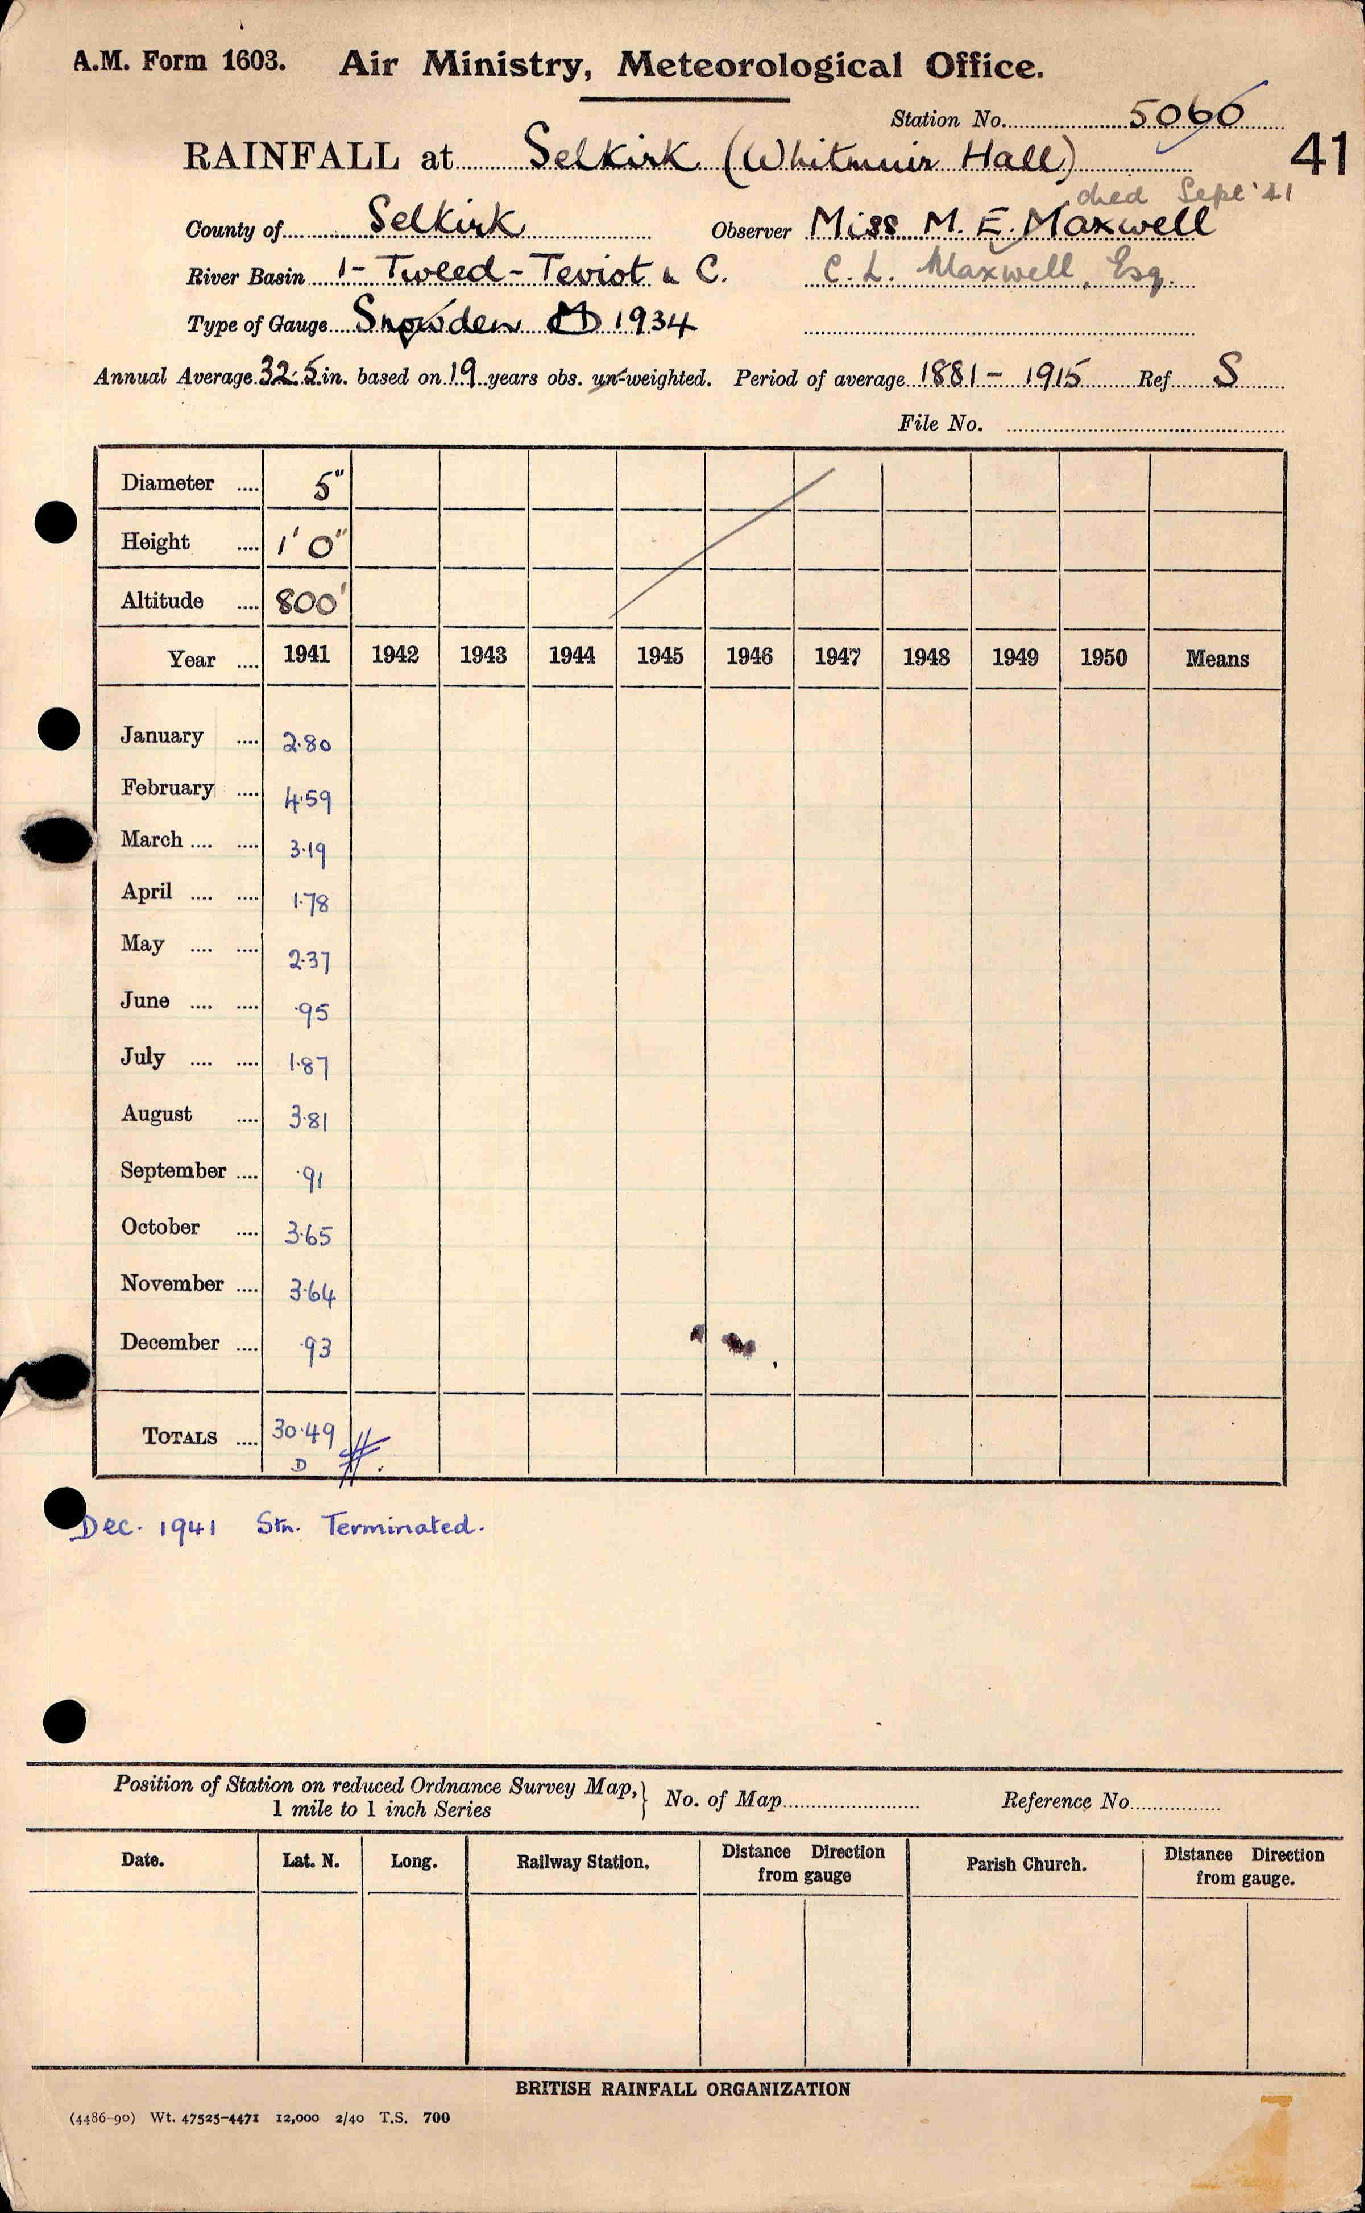 A.M. Form 1603. Air Ministry, Meteorological Office.
Station No. 5060
RAINFALL at Selkirk (Whitmuir Hall) 41
died Sept '41
County of Selkirk Observer Miss M. E. Maxwell
River Basin 1 - Tweed - Teviot & C. C. L. Maxwell, Esq.
Type of Gauge Snowden M 1934
Annual Average 32.5 in. based on 19 years obs. un-weighted. Period of average 1881 - 1915 Ref S
File No.
Diameter .... 5"
Height .... 1' 0"
Altitude .... 800'
Year .... 1941 1942 1943 1944 1945 1946 1947 1948 1949 1950 Means
January .... 2.80
February .... 4.59
March .... .... 3.19
April .... .... 1.78
May .... .... 2.37
June .... .... .95
July .... .... 1.87
August .... 3.81
September .... .91
October .... 3.65
November .... 3.64
December .... .93
TOTALS .... 30.49
D
Dec. 1941 Stn. Terminated.
Position of Station on reduced Ordnance Survey Map, } No. of Map Reference No.
1 mile to 1 inch Series
Date. Lat. N. Long. Railway Station. Distance Direction from gauge Parish Church. Distance Direction from gauge.
BRITISH RAINFALL ORGANIZATION
(4486-90) Wt. 47525-4471 12,000 2/40 T.S. 700